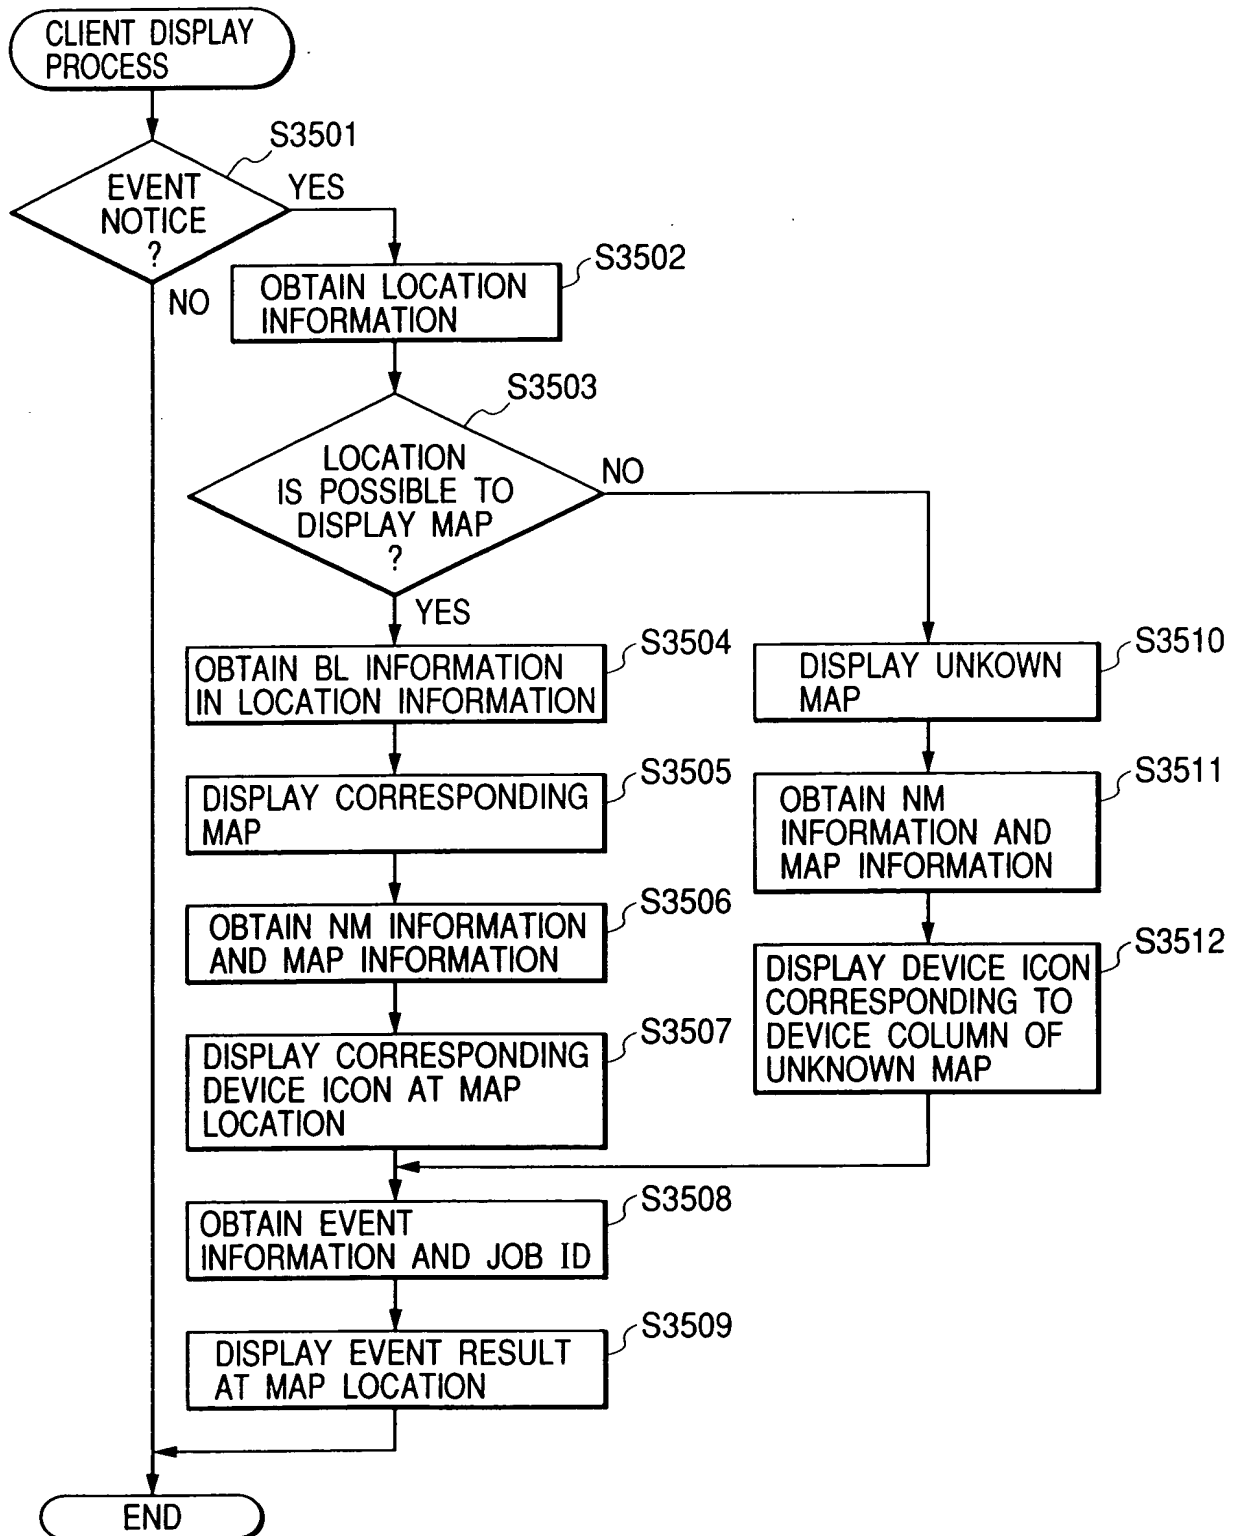 CLIENT DISPLAY
PROCESS
S3501
EVENT
NOTICE
?
YES
NO
S3502
OBTAIN LOCATION
INFORMATION
S3503
LOCATION
IS POSSIBLE TO
DISPLAY MAP
?
NO
YES
S3504
OBTAIN BL INFORMATION
IN LOCATION INFORMATION
S3510
DISPLAY UNKOWN
MAP
S3505
DISPLAY CORRESPONDING
MAP
S3511
OBTAIN NM
INFORMATION AND
MAP INFORMATION
S3506
OBTAIN NM INFORMATION
AND MAP INFORMATION
S3512
DISPLAY DEVICE ICON
CORRESPONDING TO
DEVICE COLUMN OF
UNKNOWN MAP
S3507
DISPLAY CORRESPONDING
DEVICE ICON AT MAP
LOCATION
S3508
OBTAIN EVENT
INFORMATION AND JOB ID
S3509
DISPLAY EVENT RESULT
AT MAP LOCATION
END